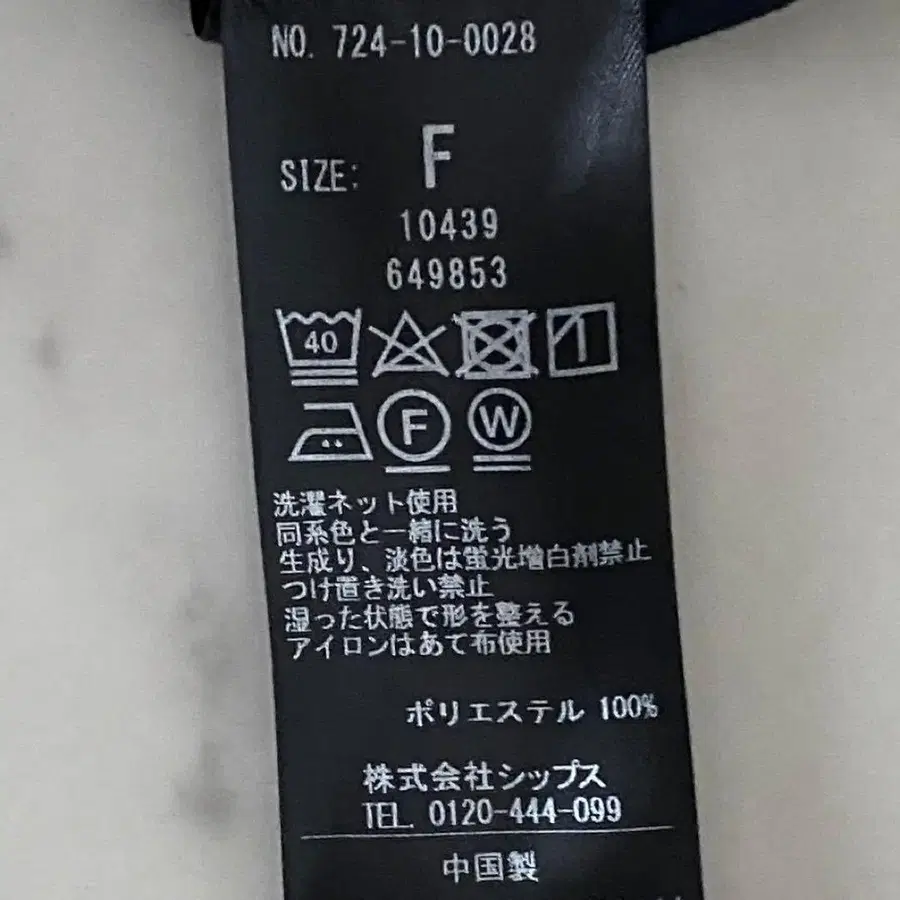 NO. 724-10-0028
SIZE: F
10439
649853
40
F W
洗濯ネット使用
同系色と一緒に洗う
生成り、淡色は蛍光増白剤禁止
つけ置き洗い禁止
湿った状態で形を整える
アイロンはあて布使用
ポリエステル 100%
株式会社シップス
TEL 0120-444-099
中国製